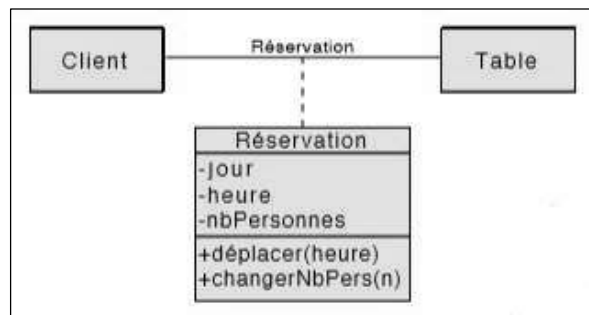 Réservation
Client
Table
Réservation
-jour
-heure
-nbPersonnes
+déplacer(heure)
+changerNbPers(n)